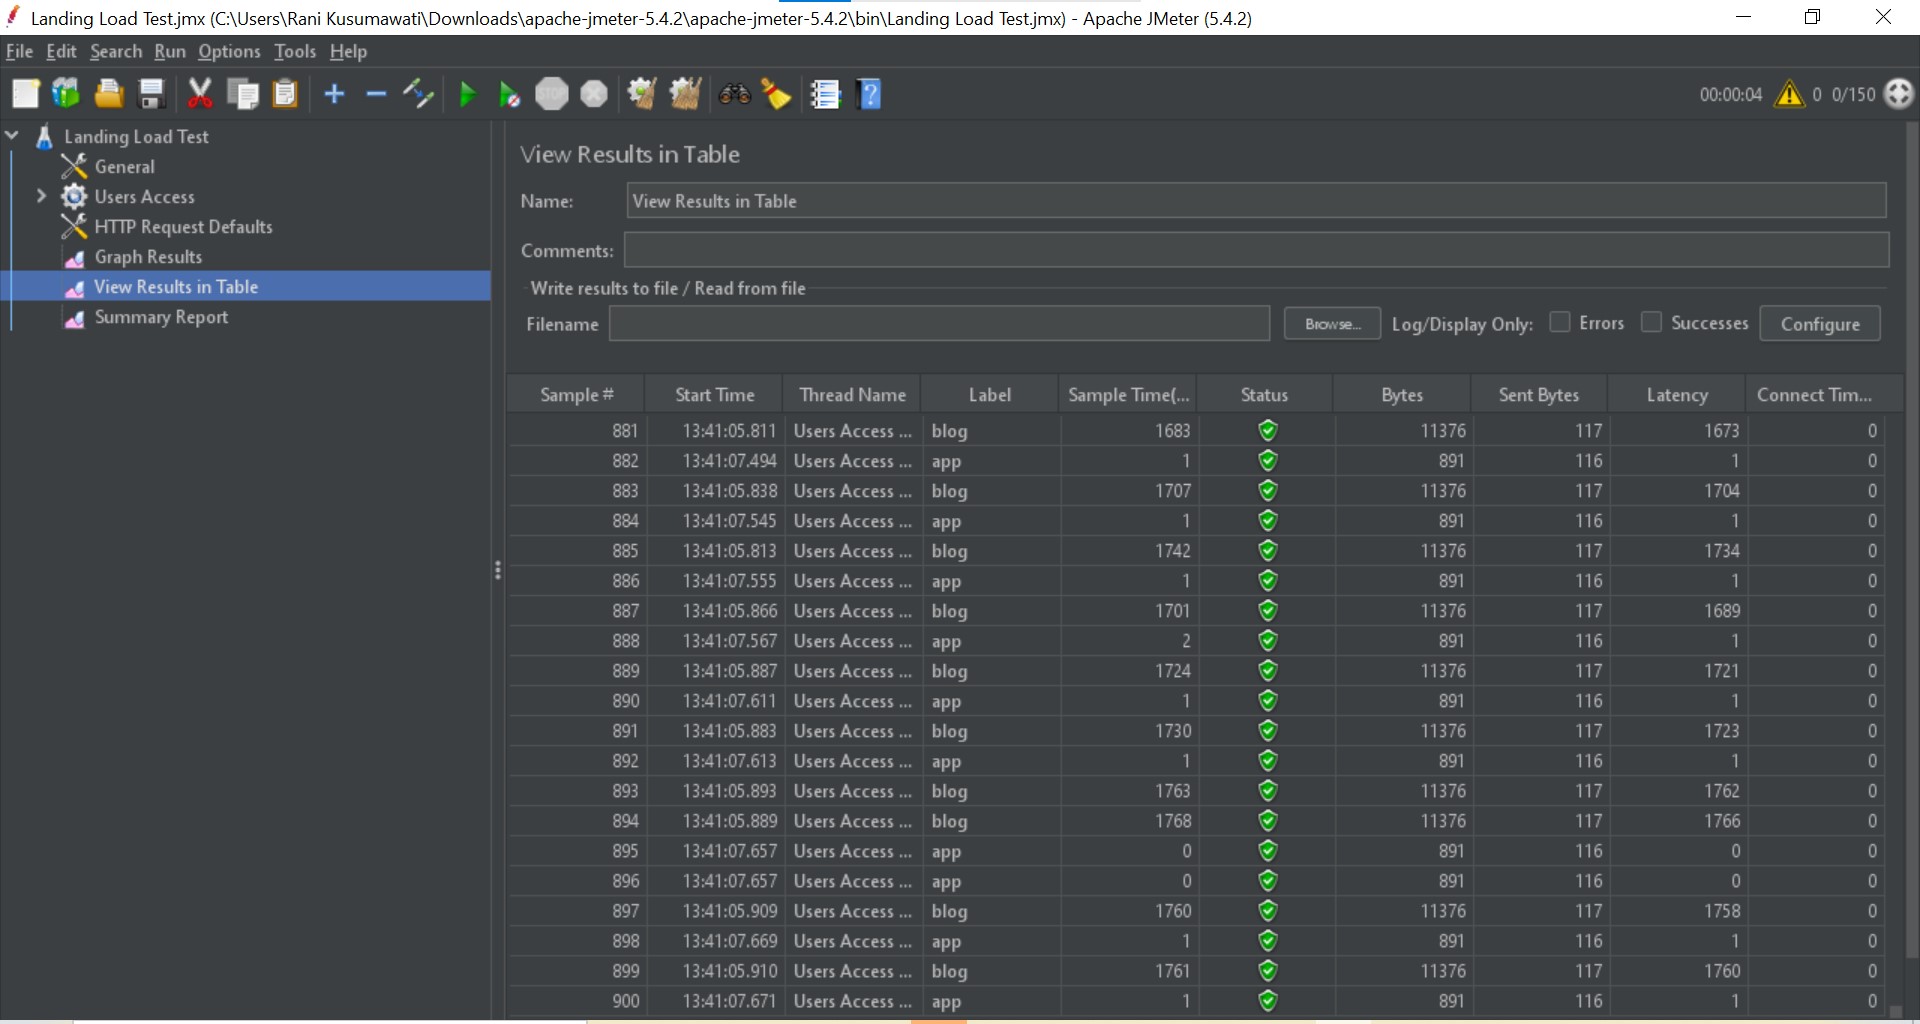 Landing Load Test.jmx (C:\Users\Rani Kusumawati\Downloads\apache-jmeter-5.4.2\apache-jmeter-5.4.2\bin\Landing Load Test.jmx) - Apache JMeter (5.4.2)
File Edit Search Run Options Tools Help
STOP 00:00:04 0 0/150
Landing Load Test
General
Users Access
HTTP Request Defaults
Graph Results
View Results in Table
Summary Report
View Results in Table
Name: View Results in Table
Comments:
Write results to file / Read from file
Filename Browse... Log/Display Only: Errors Successes Configure
Sample # Start Time Thread Name Label Sample Time(... Status Bytes Sent Bytes Latency Connect Tim...
881 13:41:05.811 Users Access ... blog 1683 11376 117 1673 0
882 13:41:07.494 Users Access ... app 1 891 116 1 0
883 13:41:05.838 Users Access ... blog 1707 11376 117 1704 0
884 13:41:07.545 Users Access ... app 1 891 116 1 0
885 13:41:05.813 Users Access ... blog 1742 11376 117 1734 0
886 13:41:07.555 Users Access ... app 1 891 116 1 0
887 13:41:05.866 Users Access ... blog 1701 11376 117 1689 0
888 13:41:07.567 Users Access ... app 2 891 116 1 0
889 13:41:05.887 Users Access ... blog 1724 11376 117 1721 0
890 13:41:07.611 Users Access ... app 1 891 116 1 0
891 13:41:05.883 Users Access ... blog 1730 11376 117 1723 0
892 13:41:07.613 Users Access ... app 1 891 116 1 0
893 13:41:05.893 Users Access ... blog 1763 11376 117 1762 0
894 13:41:05.889 Users Access ... blog 1768 11376 117 1766 0
895 13:41:07.657 Users Access ... app 0 891 116 0 0
896 13:41:07.657 Users Access ... app 0 891 116 0 0
897 13:41:05.909 Users Access ... blog 1760 11376 117 1758 0
898 13:41:07.669 Users Access ... app 1 891 116 1 0
899 13:41:05.910 Users Access ... blog 1761 11376 117 1760 0
900 13:41:07.671 Users Access ... app 1 891 116 1 0